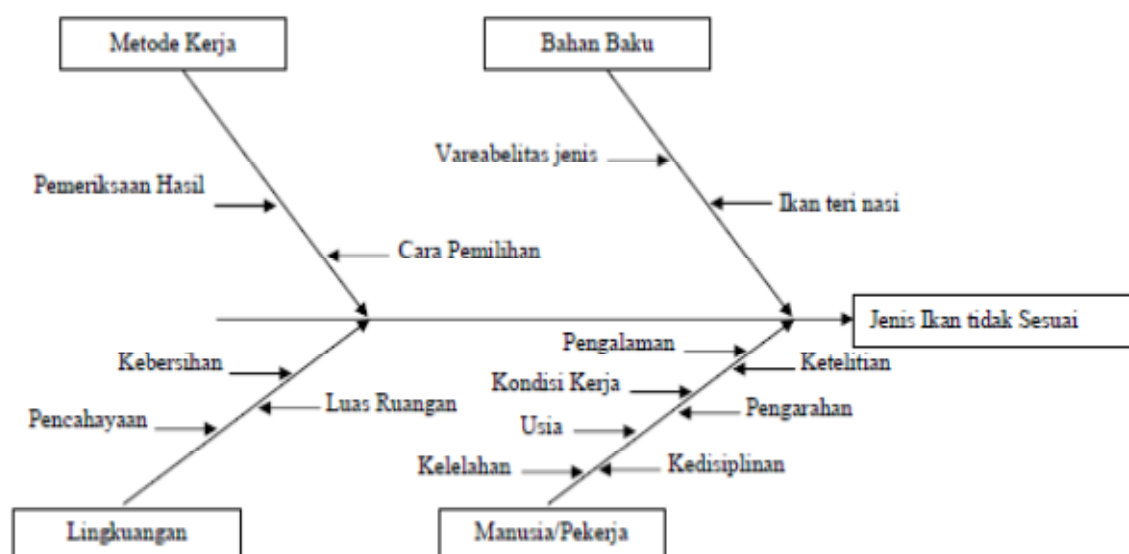 Metode Kerja
Bahan Baku
Vareabelitas jenis
Pemeriksaan Hasil
Ikan teri nasi
Cara Pemilihan
Jenis Ikan tidak Sesuai
Pengalaman
Kebersihan
Ketelitian
Kondisi Kerja
Luas Ruangan
Pengarahan
Pencahayaan
Usia
Kelelahan
Kedisiplinan
Lingkuangan
Manusia/Pekerja